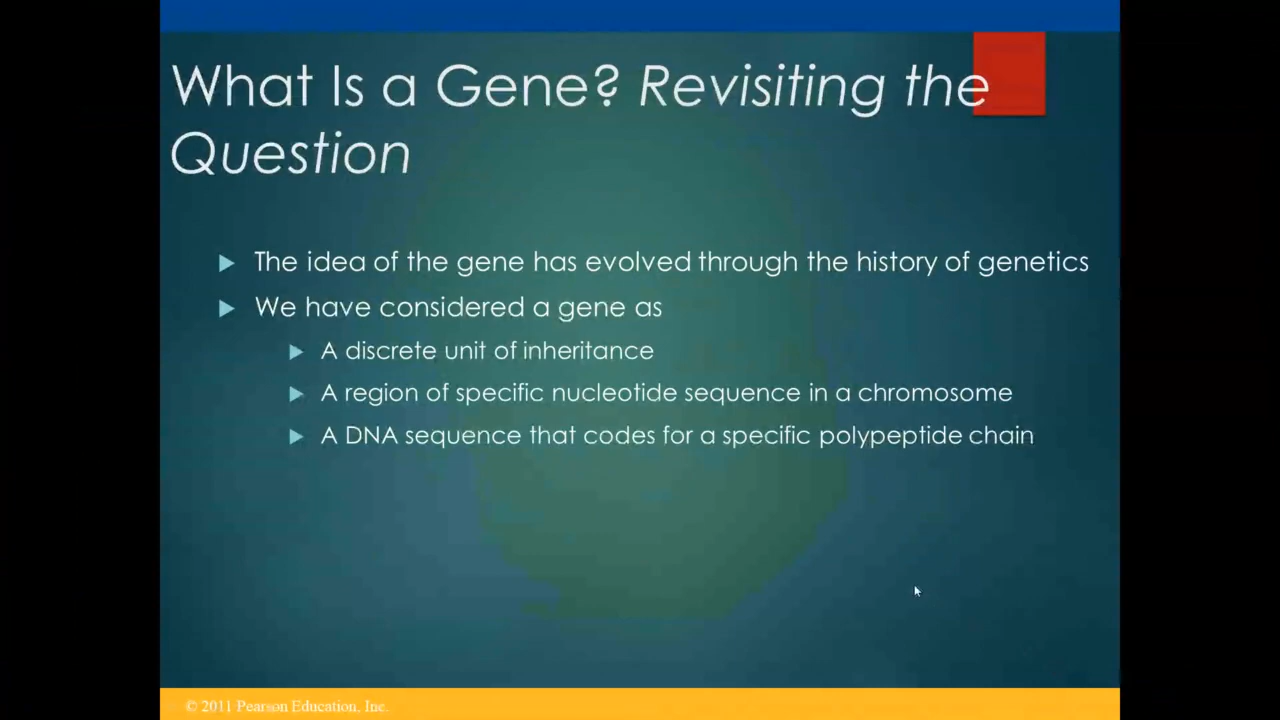 What Is a Gene? Revisiting the
Question
The idea of the gene has evolved through the history of genetics
We have considered a gene as
A discrete unit of inheritance
A region of specific nucleotide sequence in a chromosome
A DNA sequence that codes for a specific polypeptide chain
© 2011 Pearson Education, Inc.